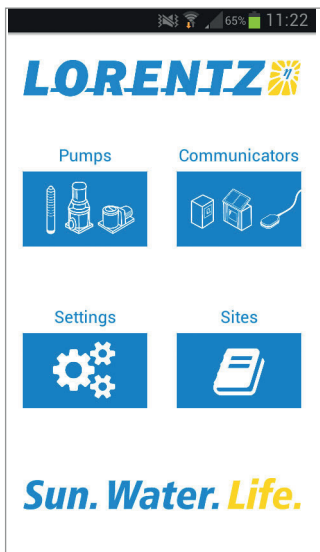 65% 11:22
LORENTZ
Pumps Communicators
Settings Sites
Sun. Water. Life.